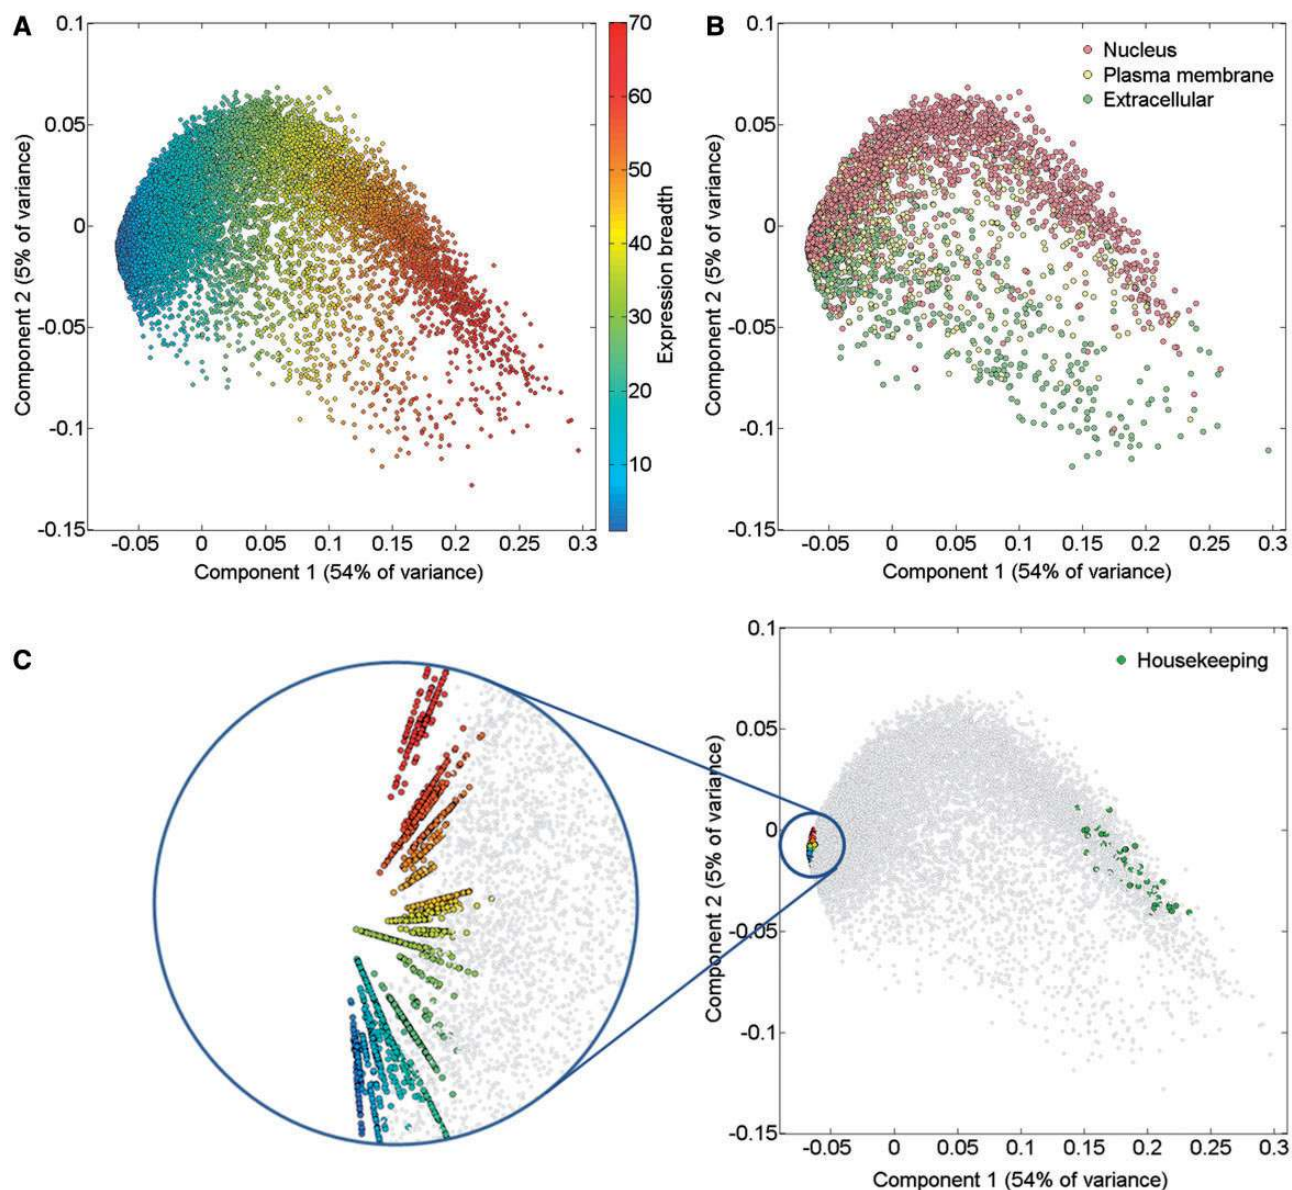 A
0.1
0.05
0
-0.05
-0.1
-0.15
-0.05 0 0.05 0.1 0.15 0.2 0.25 0.3
Component 1 (54% of variance)
Component 2 (5% of variance)
70
60
50
40
30
20
10
Expression breadth
B
0.1
0.05
0
-0.05
-0.1
-0.15
-0.05 0 0.05 0.1 0.15 0.2 0.25 0.3
Component 1 (54% of variance)
Component 2 (5% of variance)
Nucleus
Plasma membrane
Extracellular
C
0.1
0.05
0
-0.05
-0.1
-0.15
-0.05 0 0.05 0.1 0.15 0.2 0.25 0.3
Component 1 (54% of variance)
Component 2 (5% of variance)
Housekeeping